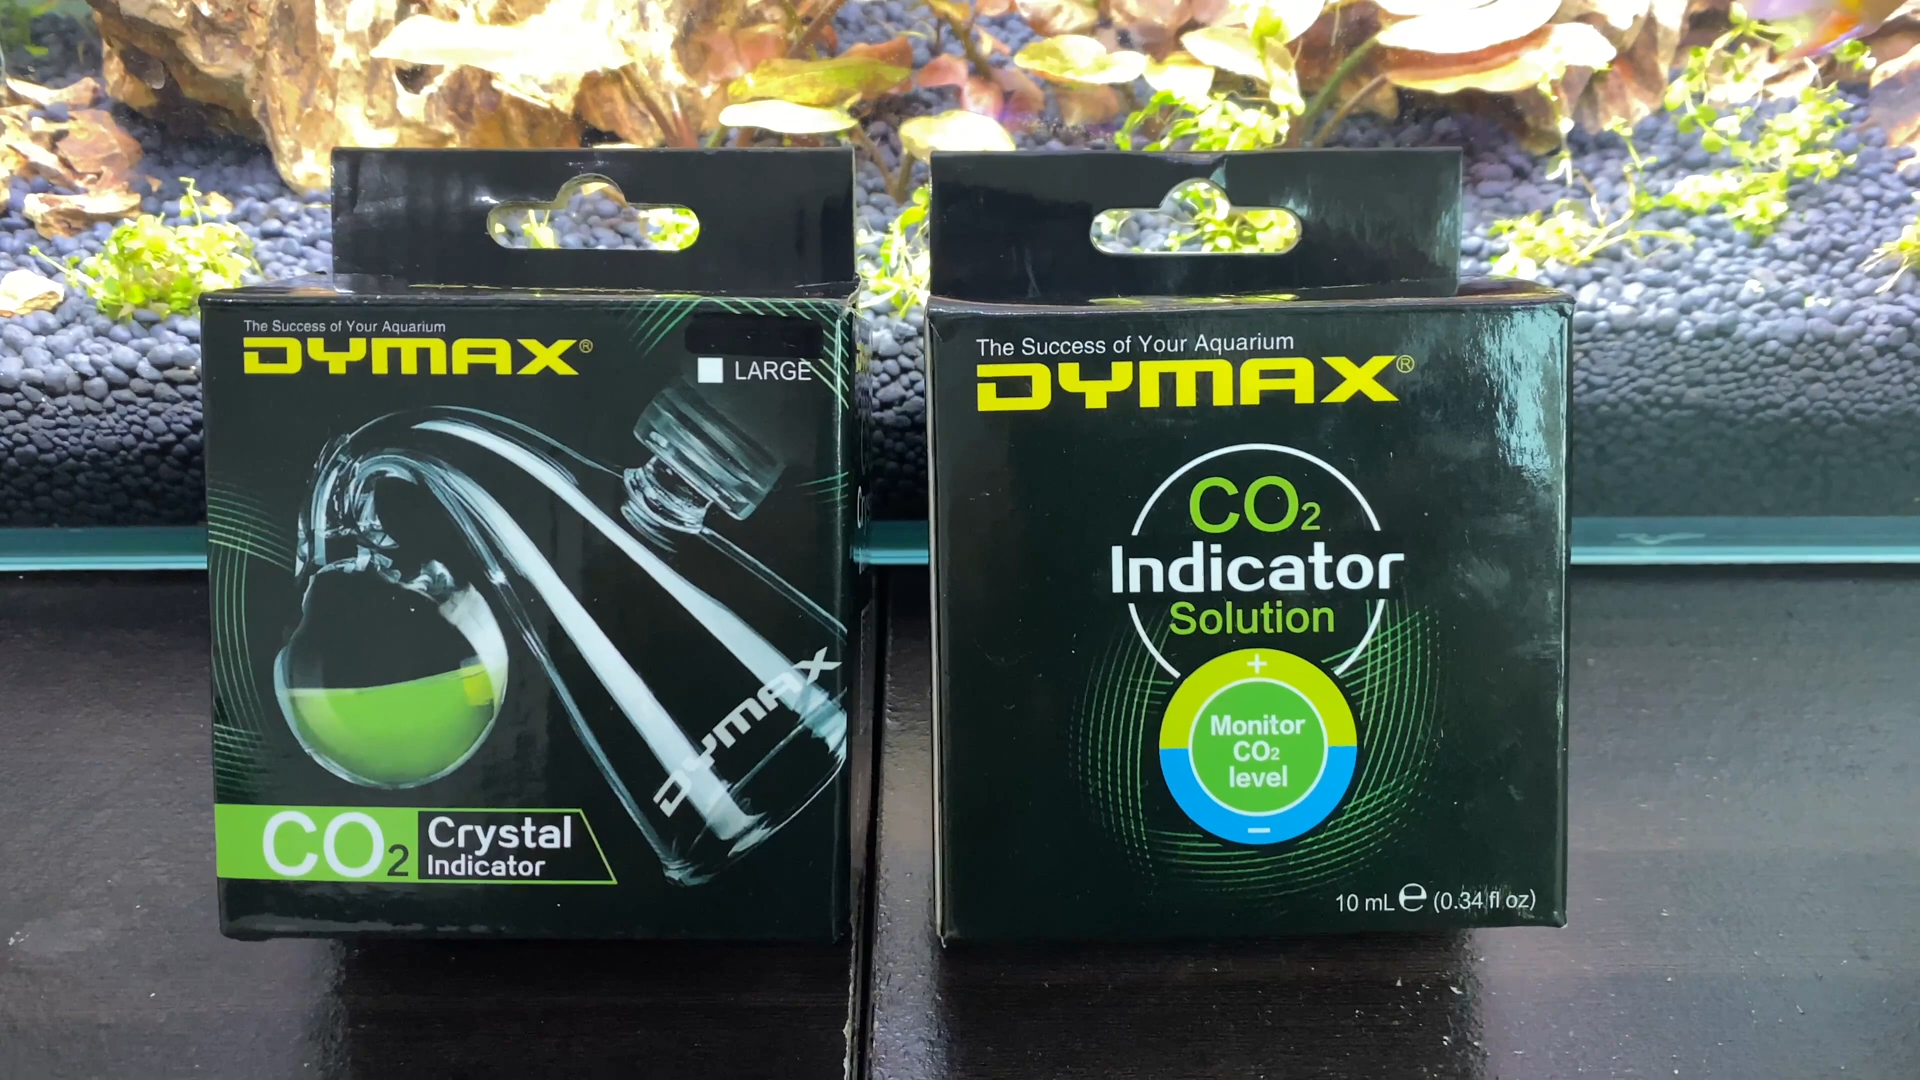 The Success of Your Aquarium
DYMAX®
LARGE
DYMAX
CO2 Crystal
Indicator
The Success of Your Aquarium
DYMAX®
CO2
Indicator
Solution
+
Monitor
CO2
level
−
10 mL ℮ (0.34 fl oz)